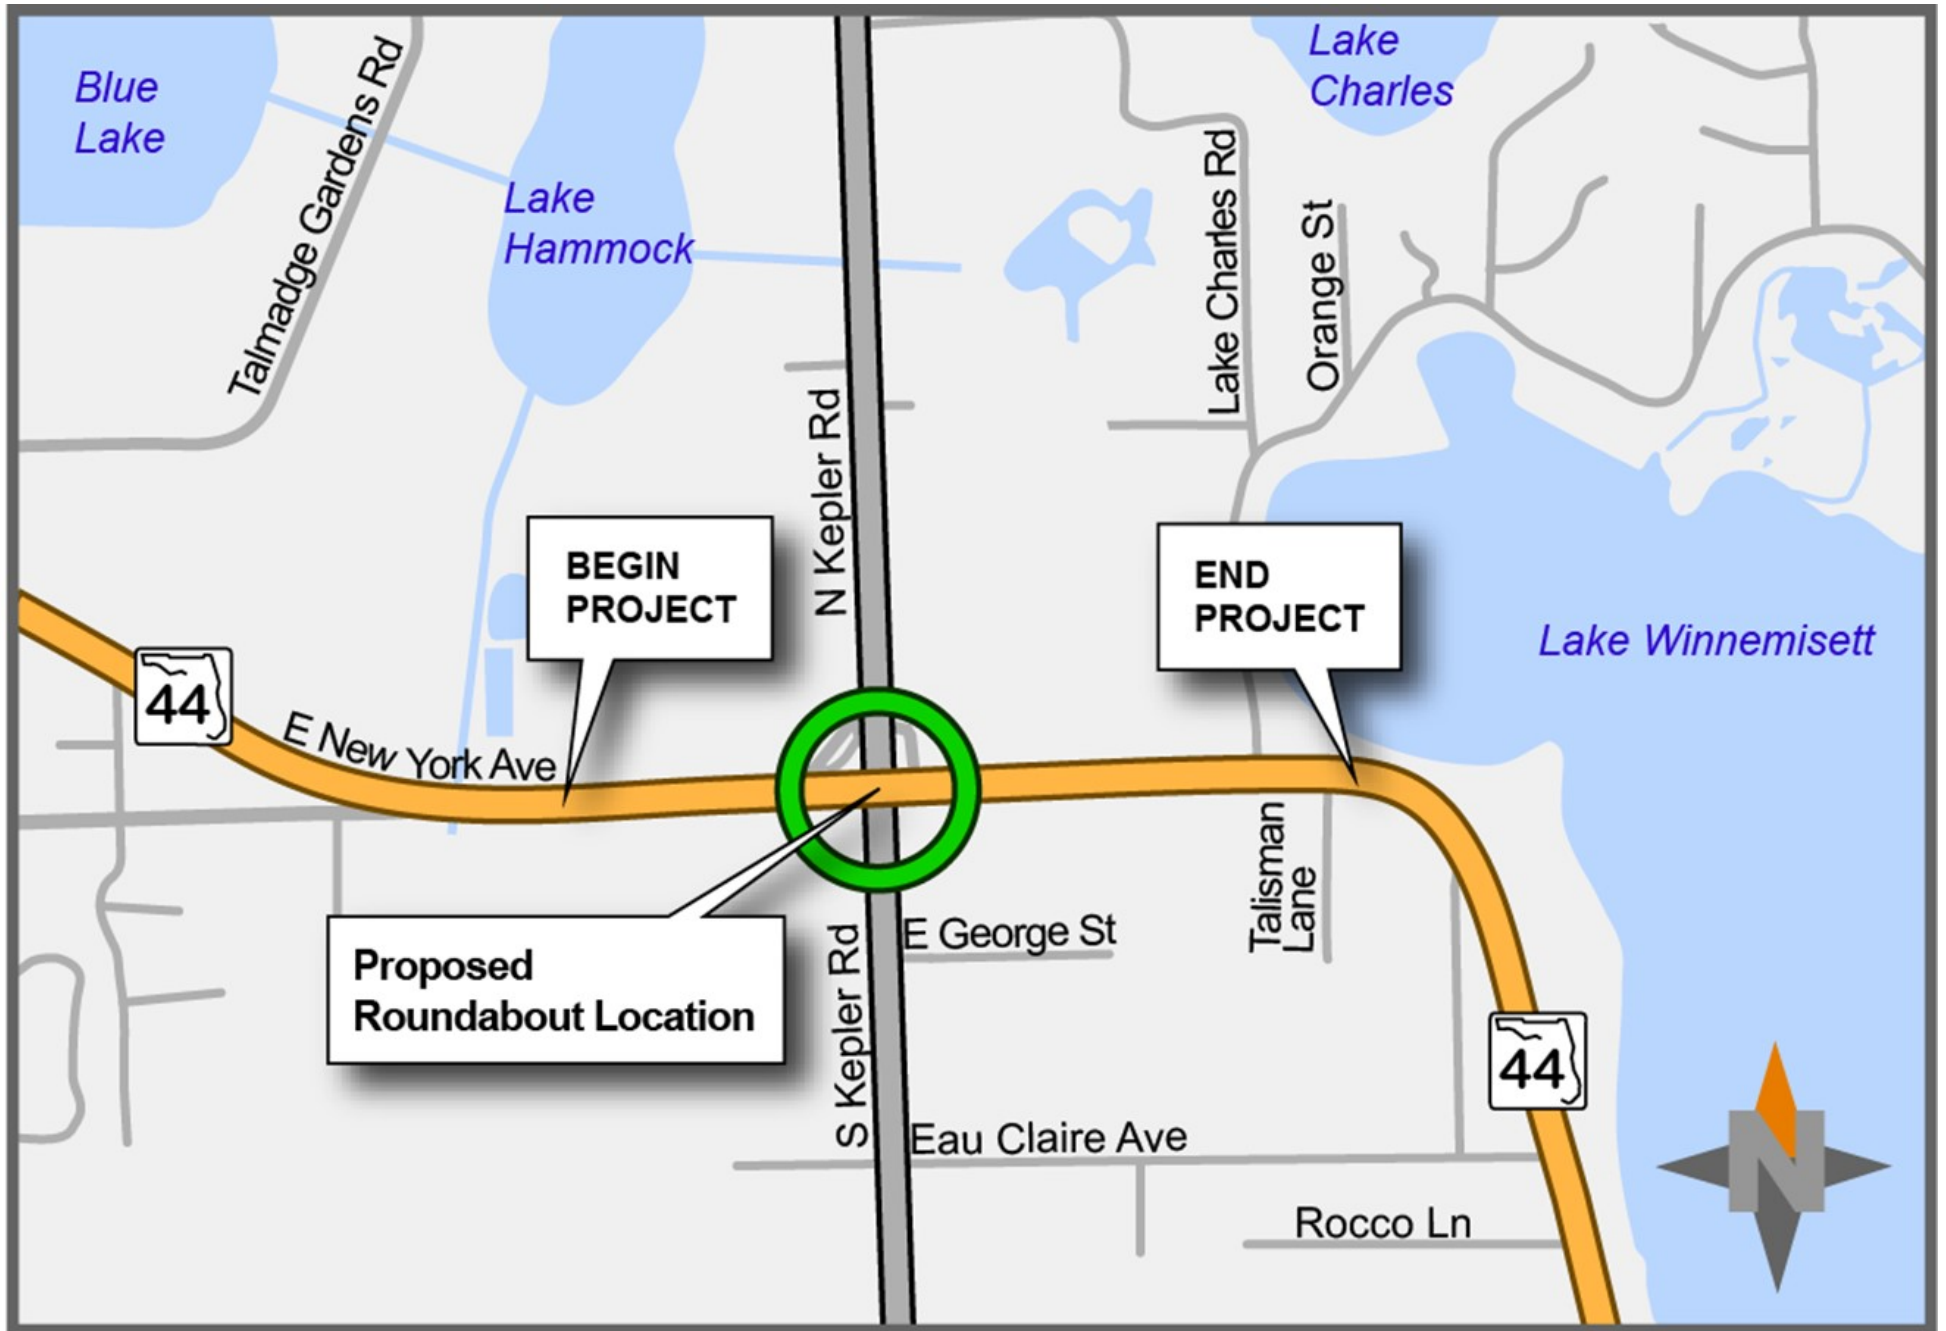 Blue
Lake
Talmadge Gardens Rd
Lake
Hammock
Lake
Charles
Lake Charles Rd
Orange St
N Kepler Rd
BEGIN
PROJECT
END
PROJECT
Lake Winnemisett
44
E New York Ave
Talisman
Lane
Proposed
Roundabout Location
S Kepler Rd
E George St
44
Eau Claire Ave
Rocco Ln
N